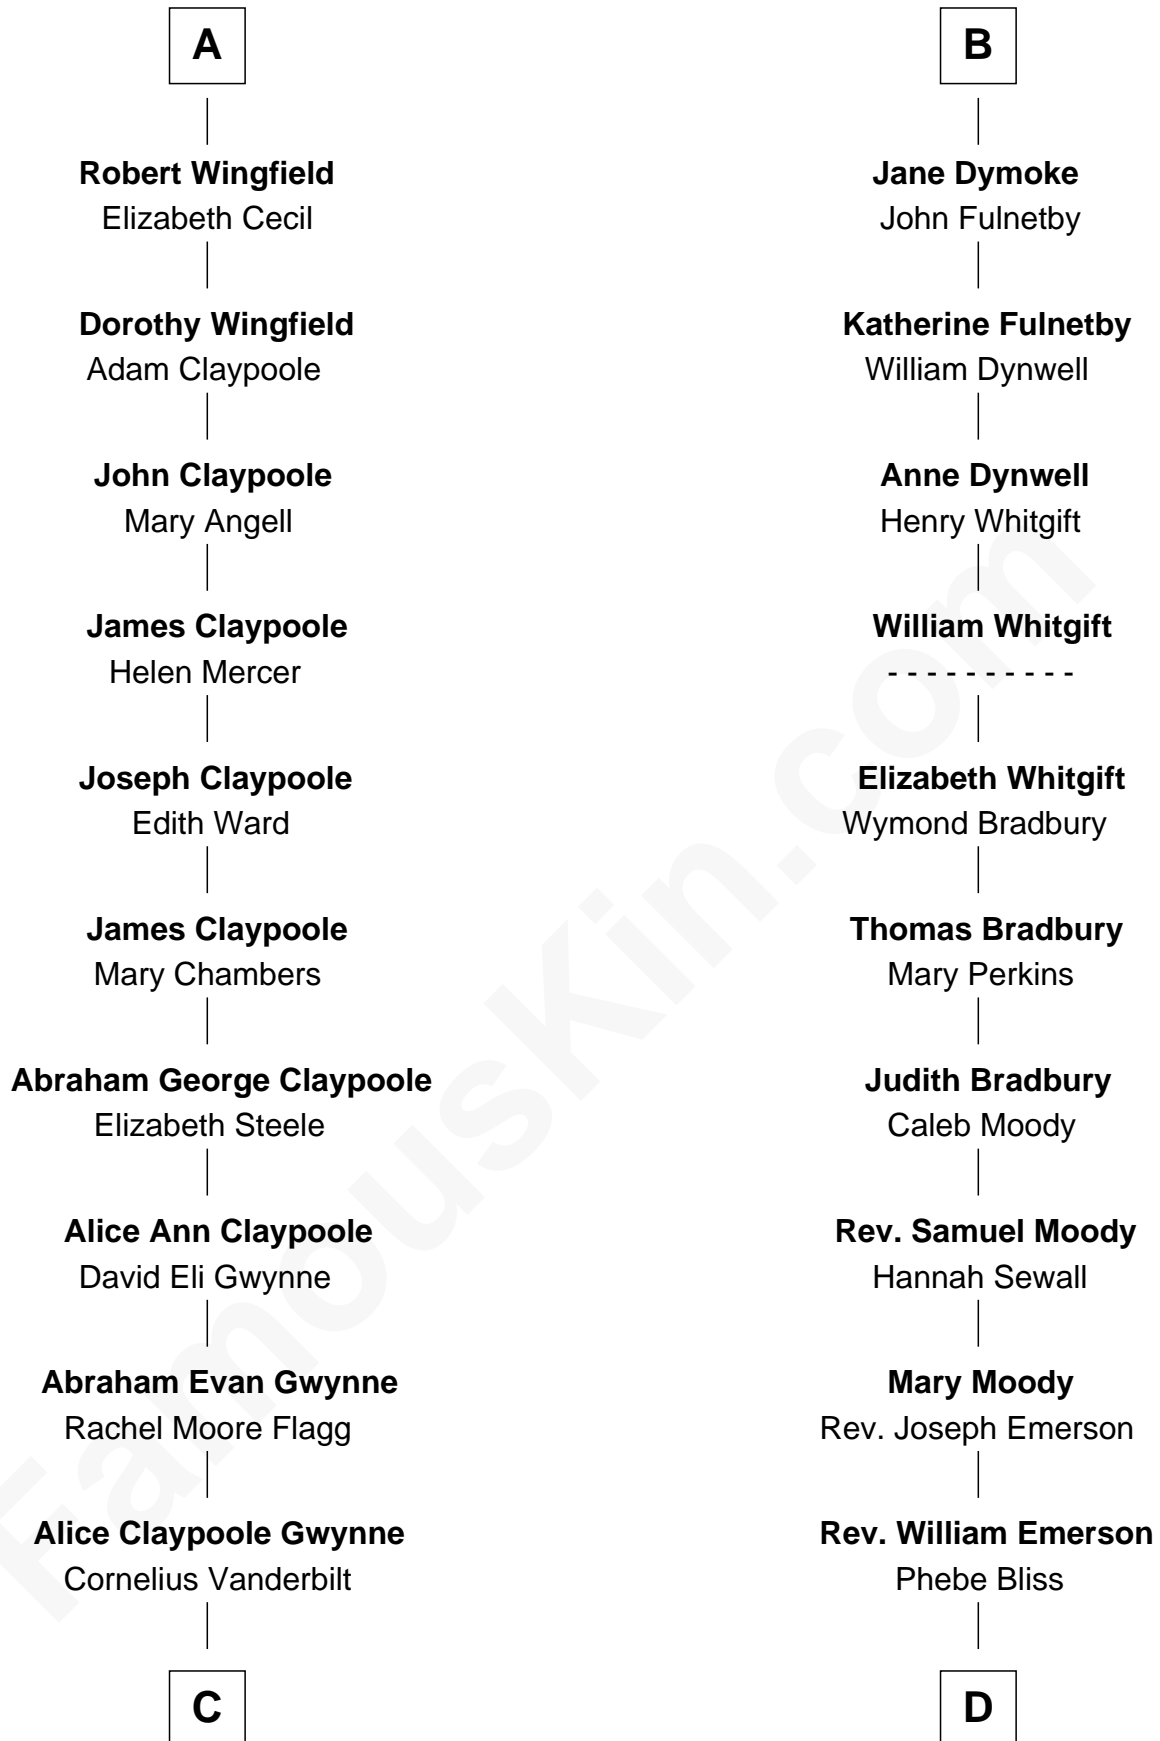 A
Robert Wingfield
Elizabeth Cecil
Dorothy Wingfield
Adam Claypoole
John Claypoole
Mary Angell
James Claypoole
Helen Mercer
Joseph Claypoole
Edith Ward
James Claypoole
Mary Chambers
Abraham George Claypoole
Elizabeth Steele
Alice Ann Claypoole
David Eli Gwynne
Abraham Evan Gwynne
Rachel Moore Flagg
Alice Claypoole Gwynne
Cornelius Vanderbilt
C
B
Jane Dymoke
John Fulnetby
Katherine Fulnetby
William Dynwell
Anne Dynwell
Henry Whitgift
William Whitgift
- - - - - - - - - -
Elizabeth Whitgift
Wymond Bradbury
Thomas Bradbury
Mary Perkins
Judith Bradbury
Caleb Moody
Rev. Samuel Moody
Hannah Sewall
Mary Moody
Rev. Joseph Emerson
Rev. William Emerson
Phebe Bliss
D
FamousKin.com